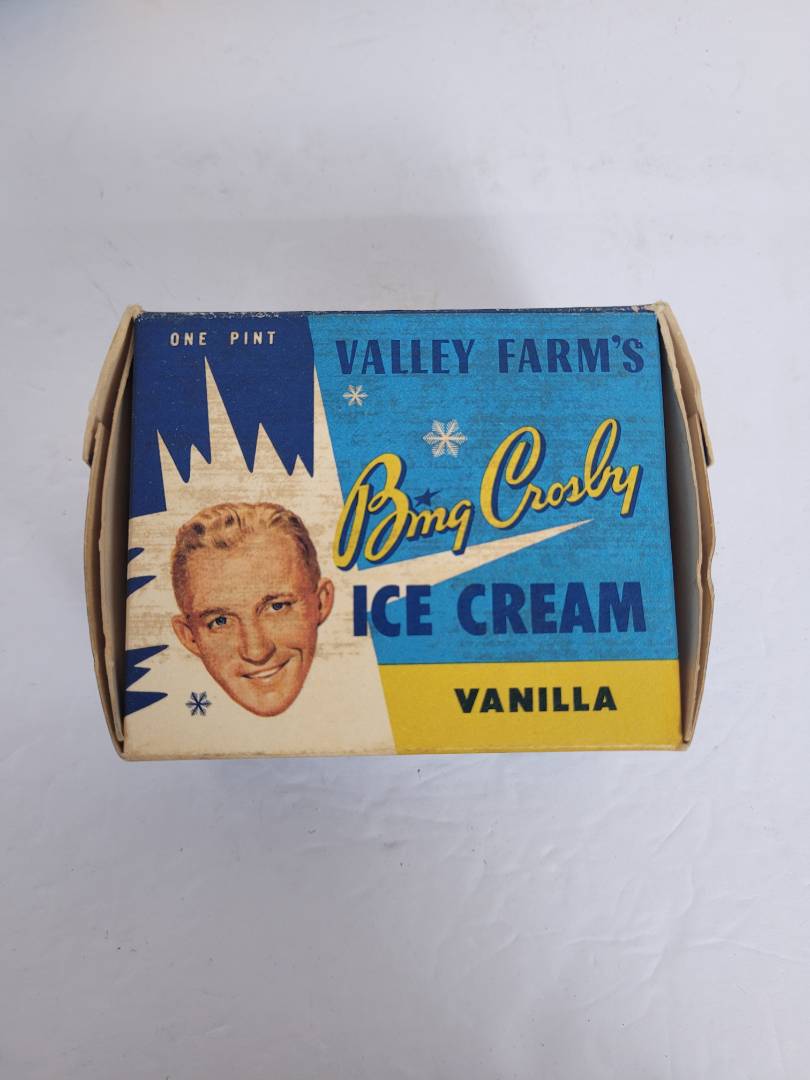 ONE PINT
VALLEY FARM'S
Bing Crosby
ICE CREAM
VANILLA